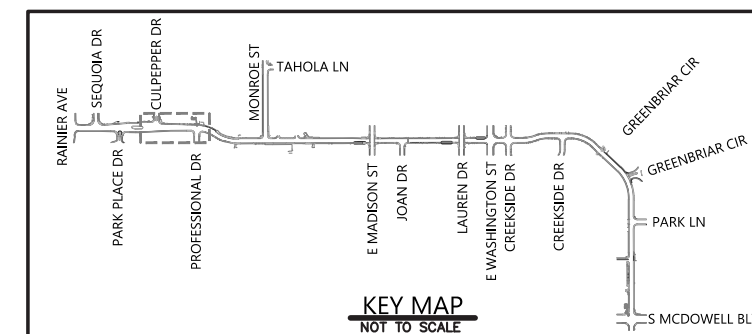 RAINIER AVE
SEQUOIA DR
PARK PLACE DR
CULPEPPER DR
PROFESSIONAL DR
MONROE ST
TAHOLA LN
E MADISON ST
JOAN DR
LAUREN DR
E WASHINGTON ST
CREEKSIDE DR
CREEKSIDE DR
GREENBRIAR CIR
GREENBRIAR CIR
PARK LN
S MCDOWELL BL
KEY MAP
NOT TO SCALE